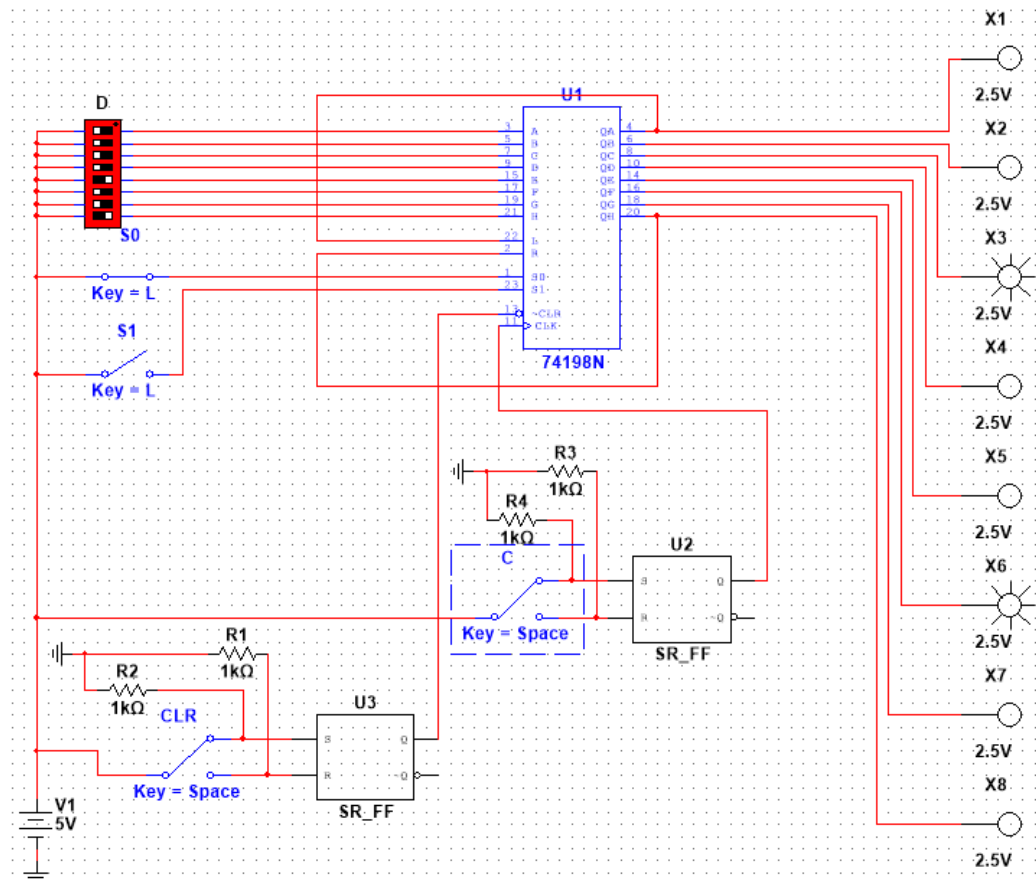 X1
2.5V
X2
2.5V
X3
2.5V
X4
2.5V
X5
2.5V
X6
2.5V
X7
2.5V
X8
2.5V
D
S0
Key = L
S1
Key = L
U1
3 A QA 4
5 B QB 6
7 C QC 8
9 D QD 10
15 E QE 14
17 F QF 16
19 G QG 18
21 H QH 20
22 L
2 R
1 S0
23 S1
13 ~CLR
11 CLK
74198N
R3
1kΩ
R4
1kΩ
C
Key = Space
U2
S Q
R ~Q
SR_FF
R1
1kΩ
R2
1kΩ
CLR
Key = Space
U3
S Q
R ~Q
SR_FF
V1
5V